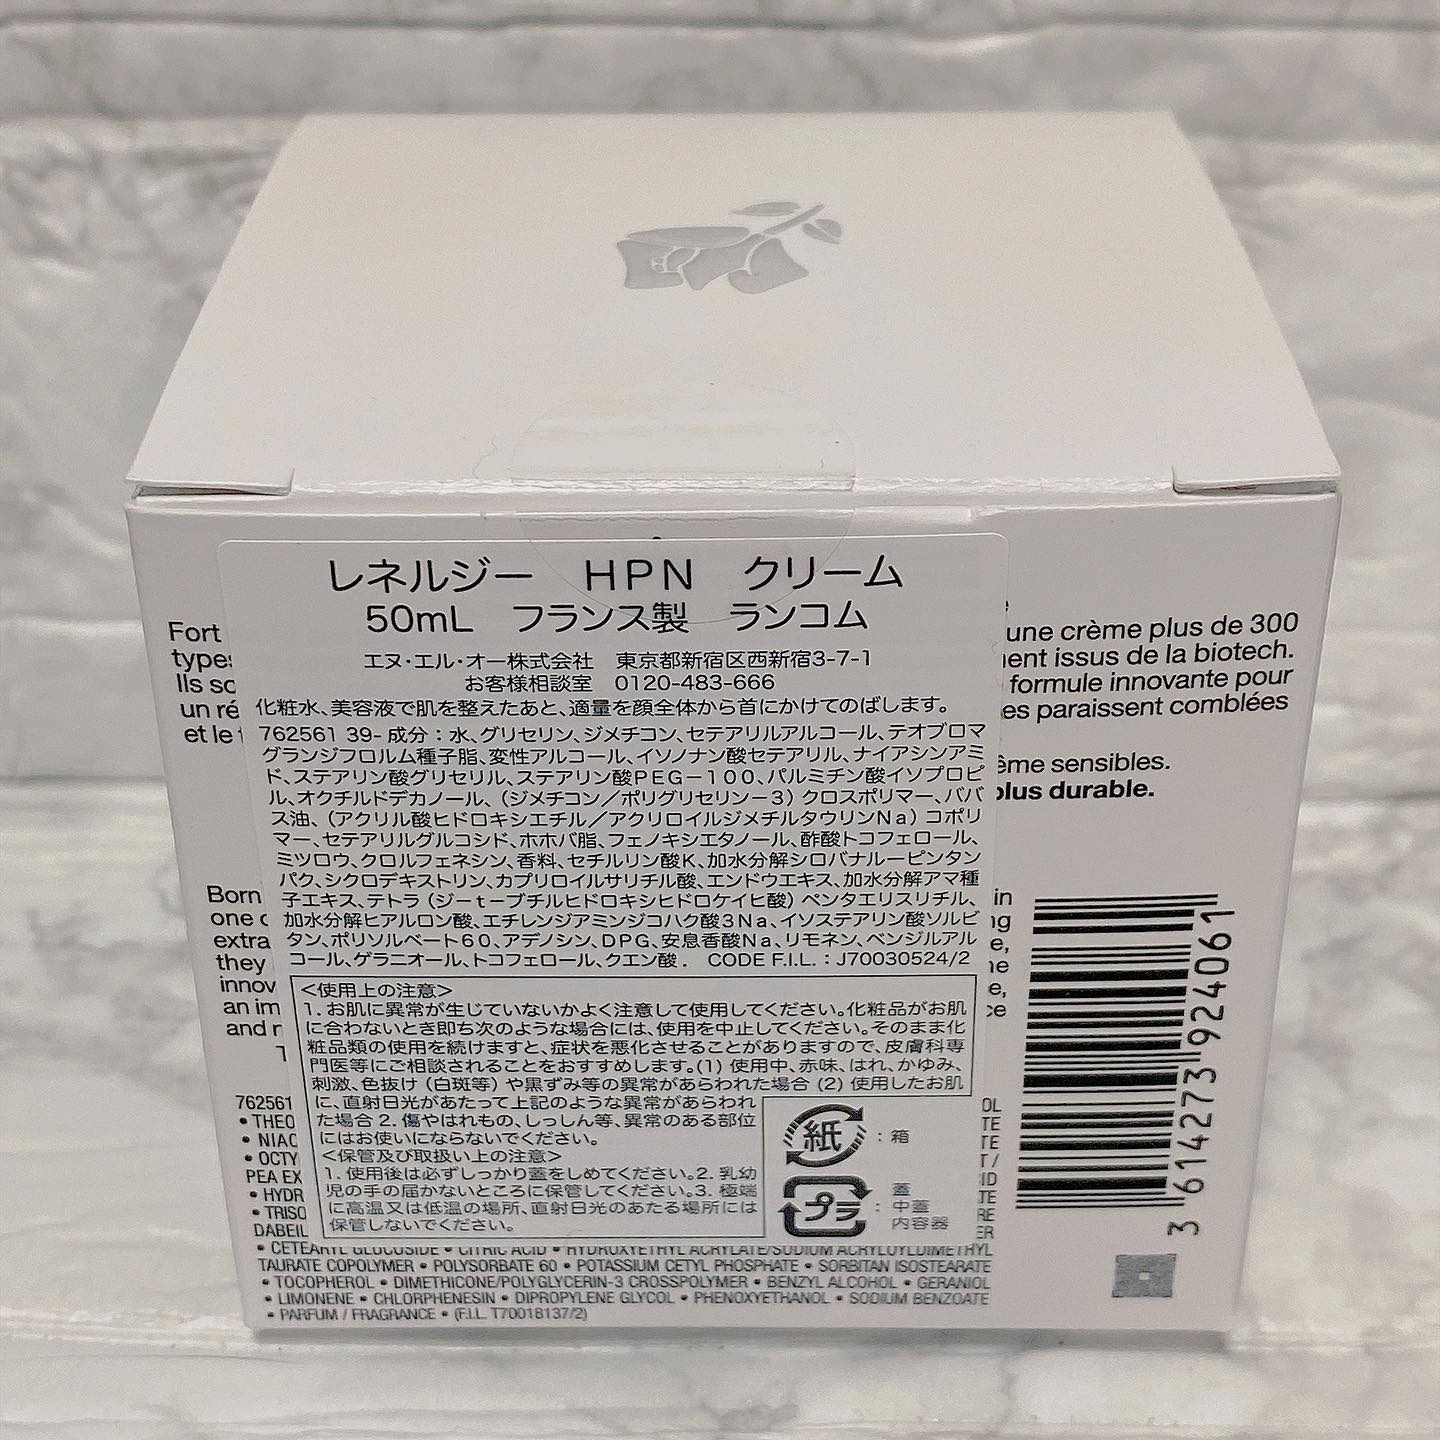 レネルジー HPN クリーム
50mL フランス製 ランコム
エヌ・エル・オー株式会社 東京都新宿区西新宿3-7-1
お客様相談室 0120-483-666
化粧水、美容液で肌を整えたあと、適量を顔全体から首にかけてのばします。
762561 39- 成分：水、グリセリン、ジメチコン、セテアリルアルコール、テオブロマ
グランジフロルム種子脂、変性アルコール、イソノナン酸セテアリル、ナイアシンアミ
ド、ステアリン酸グリセリル、ステアリン酸PEG-100、パルミチン酸イソプロピ
ル、オクチルドデカノール、（ジメチコン／ポリグリセリン-3）クロスポリマー、ババ
ス油、（アクリル酸ヒドロキシエチル／アクリロイルジメチルタウリンNa）コポリ
マー、セテアリルグルコシド、ホホバ脂、フェノキシエタノール、酢酸トコフェロール、
ミツロウ、クロルフェネシン、香料、セチルリン酸K、加水分解シロバナルーピンタン
パク、シクロデキストリン、カプリロイルサリチル酸、エンドウエキス、加水分解アマ種
子エキス、テトラ（ジ-t-ブチルヒドロキシヒドロケイヒ酸）ペンタエリスリチル、
加水分解ヒアルロン酸、エチレンジアミンジコハク酸3Na、イソステアリン酸ソルビ
タン、ポリソルベート60、アデノシン、DPG、安息香酸Na、リモネン、ベンジルアル
コール、ゲラニオール、トコフェロール、クエン酸． CODE F.I.L.：J70030524/2
＜使用上の注意＞
1. お肌に異常が生じていないかよく注意して使用してください。化粧品がお肌
に合わないとき即ち次のような場合には、使用を中止してください。そのまま化
粧品類の使用を続けますと、症状を悪化させることがありますので、皮膚科専
門医等にご相談されることをおすすめします。(1) 使用中、赤味、はれ、かゆみ、
刺激、色抜け（白斑等）や黒ずみ等の異常があらわれた場合 (2) 使用したお肌
に、直射日光があたって上記のような異常があらわれ
た場合 2. 傷やはれもの、しっしん等、異常のある部位
にはお使いにならないでください。
＜保管及び取扱い上の注意＞
1. 使用後は必ずしっかり蓋をしめてください。2. 乳幼
児の手の届かないところに保管してください。3. 極端
に高温又は低温の場所、直射日光のあたる場所には
保管しないでください。
紙：箱
プラ：蓋
中蓋
内容器
Fort
une crème plus de 300
issus de la biotech.
Ils
formule innovante pour
un
paraissent combblées
et le
sensibles.
plus durable.
Born
in
one
extra
they
innov
an im
and
762561
• THEO
• NIAC
• OCTY
PEA EX
• HYDR
• TRISO
DABEIL
• CETEARYL GLUCOSIDE • CITRIC ACID • HYDROXYETHYL ACRYLATE/SODIUM ACRYLOYLDIMETHYL
TAURATE COPOLYMER • POLYSORBATE 60 • POTASSIUM CETYL PHOSPHATE • SORBITAN ISOSTEARATE
• TOCOPHEROL • DIMETHICONE/POLYGLYCERIN-3 CROSSPOLYMER • BENZYL ALCOHOL • GERANIOL
• LIMONENE • CHLORPHENESIN • DIPROPYLENE GLYCOL • PHENOXYETHANOL • SODIUM BENZOATE
• PARFUM / FRAGRANCE • (F.I.L. T70018137/2)
3 614273 924061